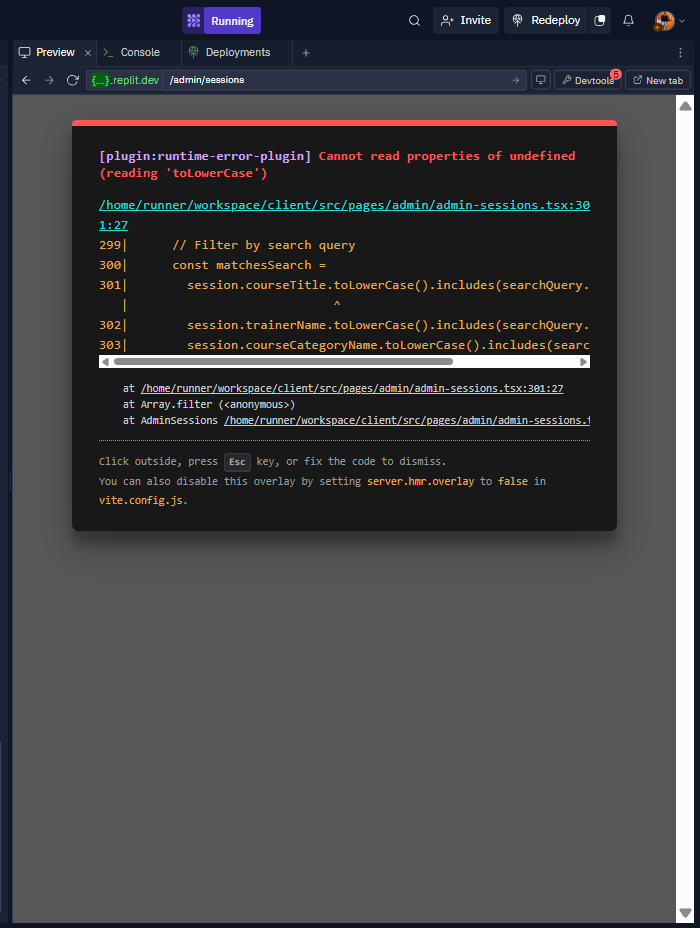 Running
Invite
Redeploy
Preview
Console
Deployments
{...}.replit.dev
/admin/sessions
Devtools
5
New tab
[plugin:runtime-error-plugin] Cannot read properties of undefined
(reading 'toLowerCase')
/home/runner/workspace/client/src/pages/admin/admin-sessions.tsx:30
1:27
299|      // Filter by search query
300|      const matchesSearch =
301|        session.courseTitle.toLowerCase().includes(searchQuery.
|                           ^
302|        session.trainerName.toLowerCase().includes(searchQuery.
303|        session.courseCategoryName.toLowerCase().includes(searc
at /home/runner/workspace/client/src/pages/admin/admin-sessions.tsx:301:27
at Array.filter (<anonymous>)
at AdminSessions /home/runner/workspace/client/src/pages/admin/admin-sessions.t
Click outside, press Esc key, or fix the code to dismiss.
You can also disable this overlay by setting server.hmr.overlay to false in
vite.config.js.